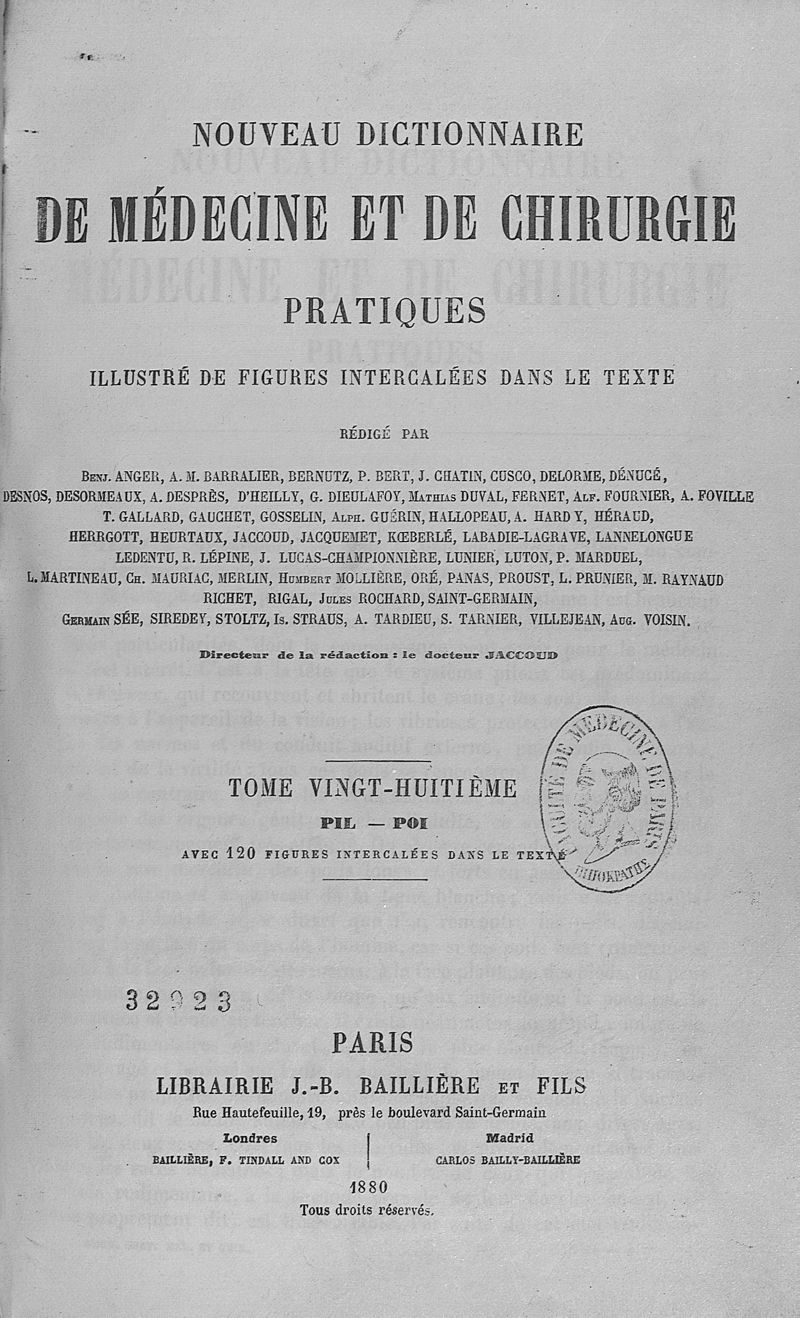 NOUVEAU DICTIONNAIRE
DE MÉDECINE ET DE CHIRURGIE
PRATIQUES
ILLUSTRÉ DE FIGURES INTERCALÉES DANS LE TEXTE
RÉDIGÉ PAR
BENJ. ANGER, A. M. BARRALIER, BERNUTZ, P. BERT, J. CHATIN, CUSCO, DELORME, DÉNUCÉ,
DESNOS, DESORMEAUX, A. DESPRÈS, D'HEILLY, G. DIEULAFOY, MATHIAS DUVAL, FERNET, ALF. FOURNIER, A. FOVILLE
T. GALLARD, GAUCHET, GOSSELIN, ALPH. GUÉRIN, HALLOPEAU, A. HARDY, HÉRAUD,
HERRGOTT, HEURTAUX, JACCOUD, JACQUEMET, KŒBERLÉ, LABADIE-LAGRAVE, LANNELONGUE
LEDENTU, R. LÉPINE, J. LUCAS-CHAMPIONNIÈRE, LUNIER, LUTON, P. MARDUEL,
L. MARTINEAU, CH. MAURIAC, MERLIN, HUMBERT MOLLIÈRE, ORÉ, PANAS, PROUST, L. PRUNIER, M. RAYNAUD
RICHET, RIGAL, JULES ROCHARD, SAINT-GERMAIN,
GERMAIN SÉE, SIREDEY, STOLTZ, IS. STRAUS, A. TARDIEU, S. TARNIER, VILLEJEAN, AUG. VOISIN.
Directeur de la rédaction : le docteur JACCOUD
TOME VINGT-HUITIÈME
PIL — POI
AVEC 120 FIGURES INTERCALÉES DANS LE TEXTE
FACULTÉ DE MEDECINE DE PARIS
PARIS
LIBRAIRIE J.-B. BAILLIÈRE ET FILS
Rue Hautefeuille, 19, près le boulevard Saint-Germain
Londres
BAILLIÈRE, F. TINDALL AND COX
Madrid
CARLOS BAILLY-BAILLIÈRE
1880
Tous droits réservés.